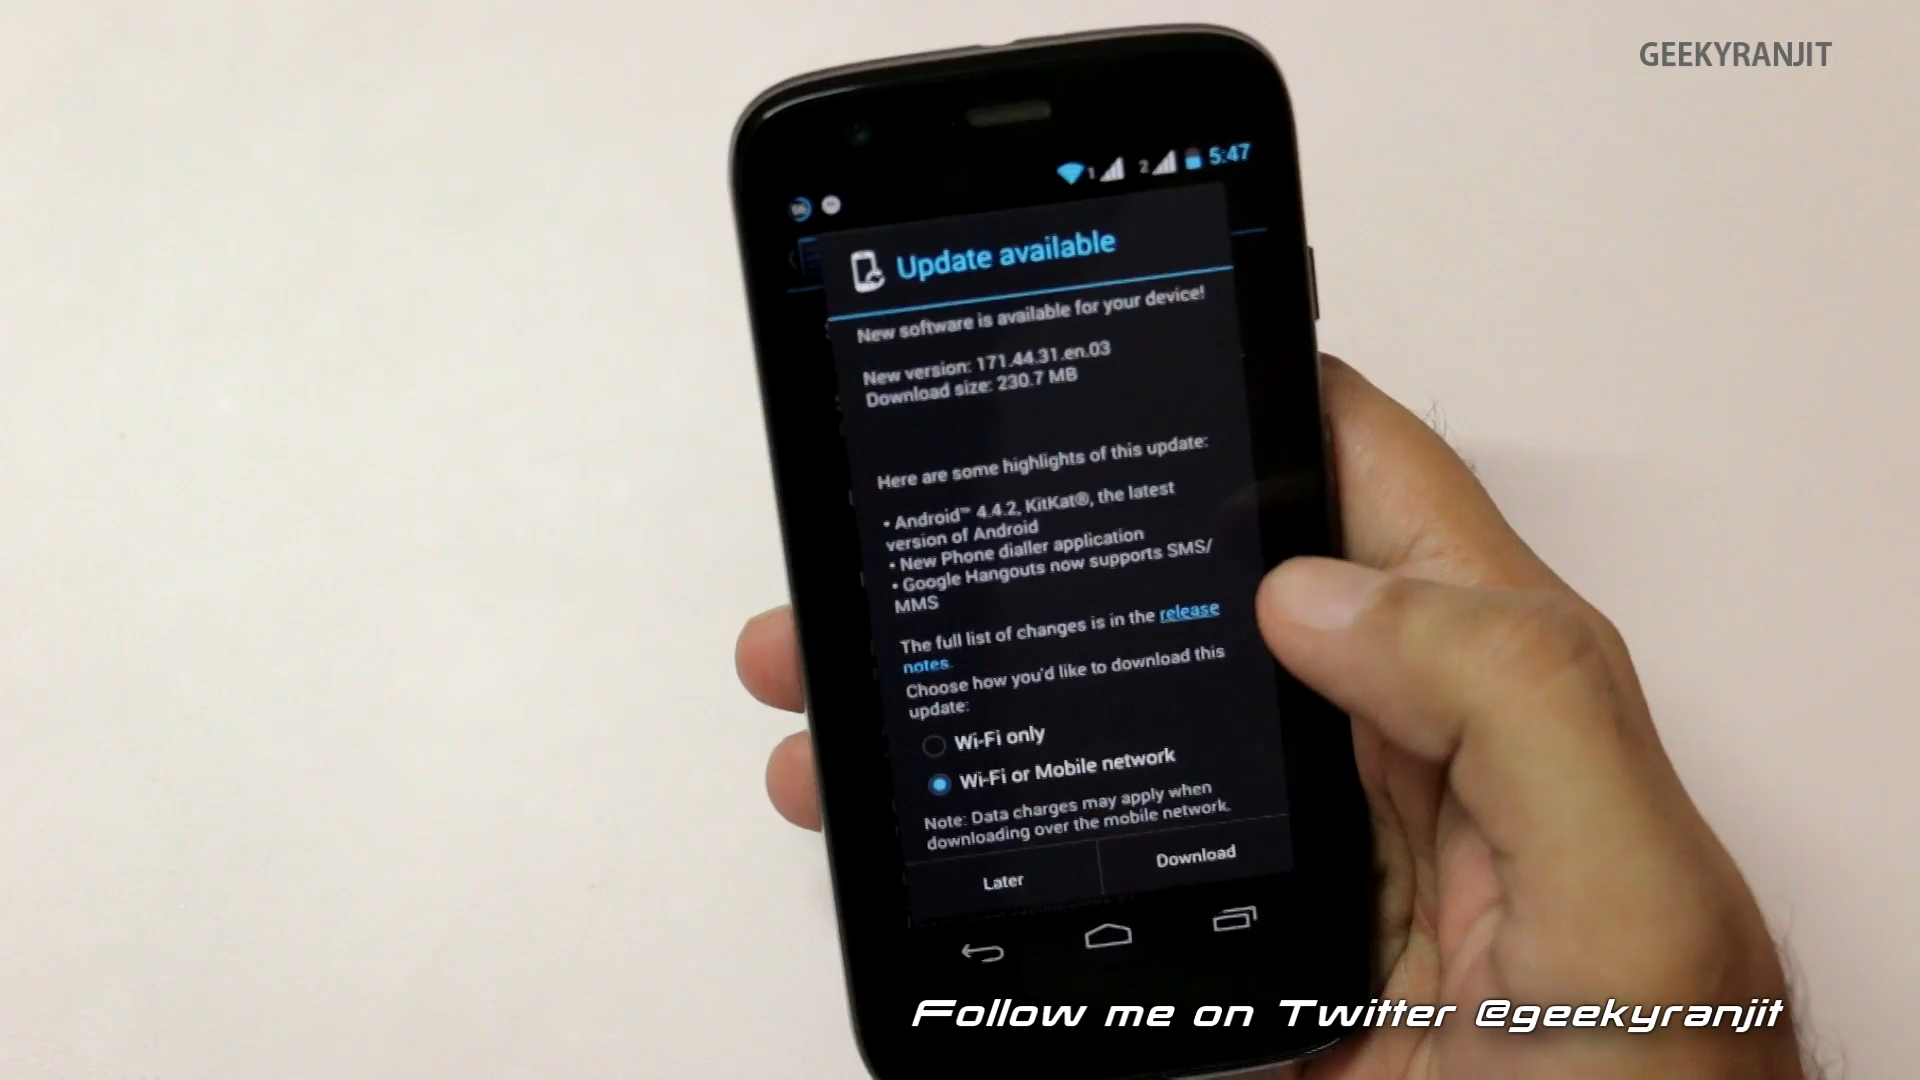 GEEKYRANJIT
1 2 5:47
Update available
New software is available for your device!
New version: 171.44.31.en.03
Download size: 230.7 MB
Here are some highlights of this update:
• Android™ 4.4.2, KitKat®, the latest
version of Android
• New Phone dialler application
• Google Hangouts now supports SMS/
MMS
The full list of changes is in the release
notes.
Choose how you'd like to download this
update:
Wi-Fi only
Wi-Fi or Mobile network
Note: Data charges may apply when
downloading over the mobile network.
Later Download
Follow me on Twitter @geekyranjit